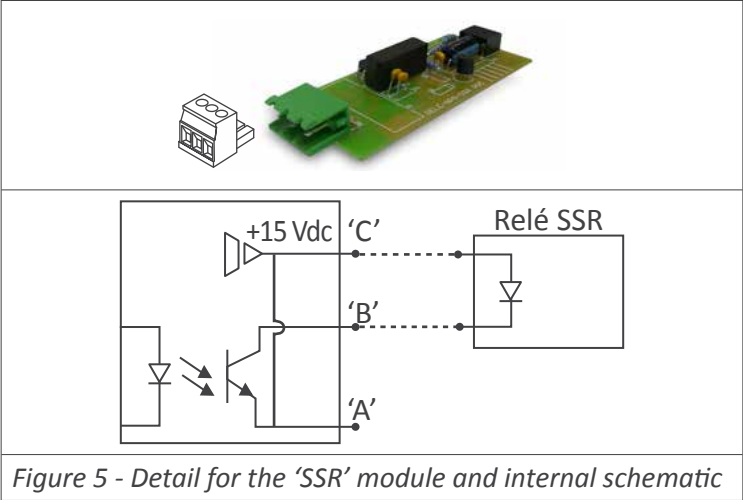 +15 Vdc 'C'
Relé SSR
'B'
'A'
Figure 5 - Detail for the 'SSR' module and internal schematic